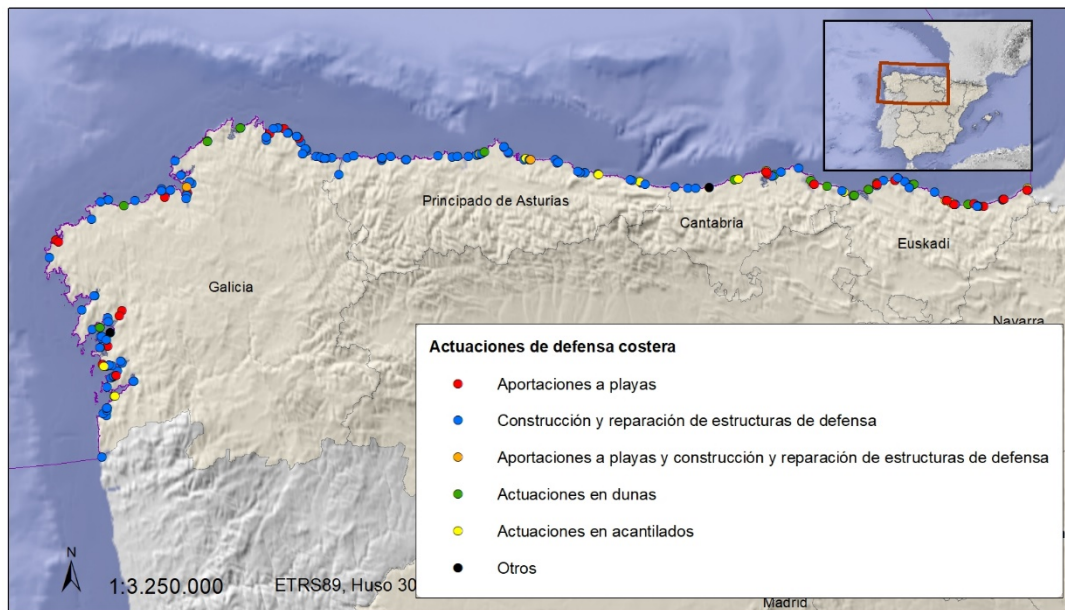 Principado de Asturias
Cantabria
Euskadi
Galicia
Navarra
Actuaciones de defensa costera
Aportaciones a playas
Construcción y reparación de estructuras de defensa
Aportaciones a playas y construcción y reparación de estructuras de defensa
Actuaciones en dunas
Actuaciones en acantilados
Otros
N
1:3.250.000
ETRS89, Huso 30
Madrid